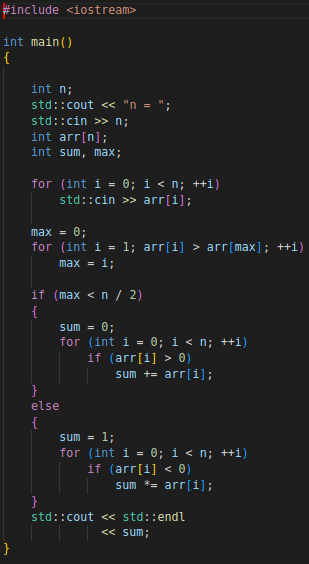 #include <iostream>
int main()
{
int n;
std::cout << "n = ";
std::cin >> n;
int arr[n];
int sum, max;
for (int i = 0; i < n; ++i)
std::cin >> arr[i];
max = 0;
for (int i = 1; arr[i] > arr[max]; ++i)
max = i;
if (max < n / 2)
{
sum = 0;
for (int i = 0; i < n; ++i)
if (arr[i] > 0)
sum += arr[i];
}
else
{
sum = 1;
for (int i = 0; i < n; ++i)
if (arr[i] < 0)
sum *= arr[i];
}
std::cout << std::endl
<< sum;
}